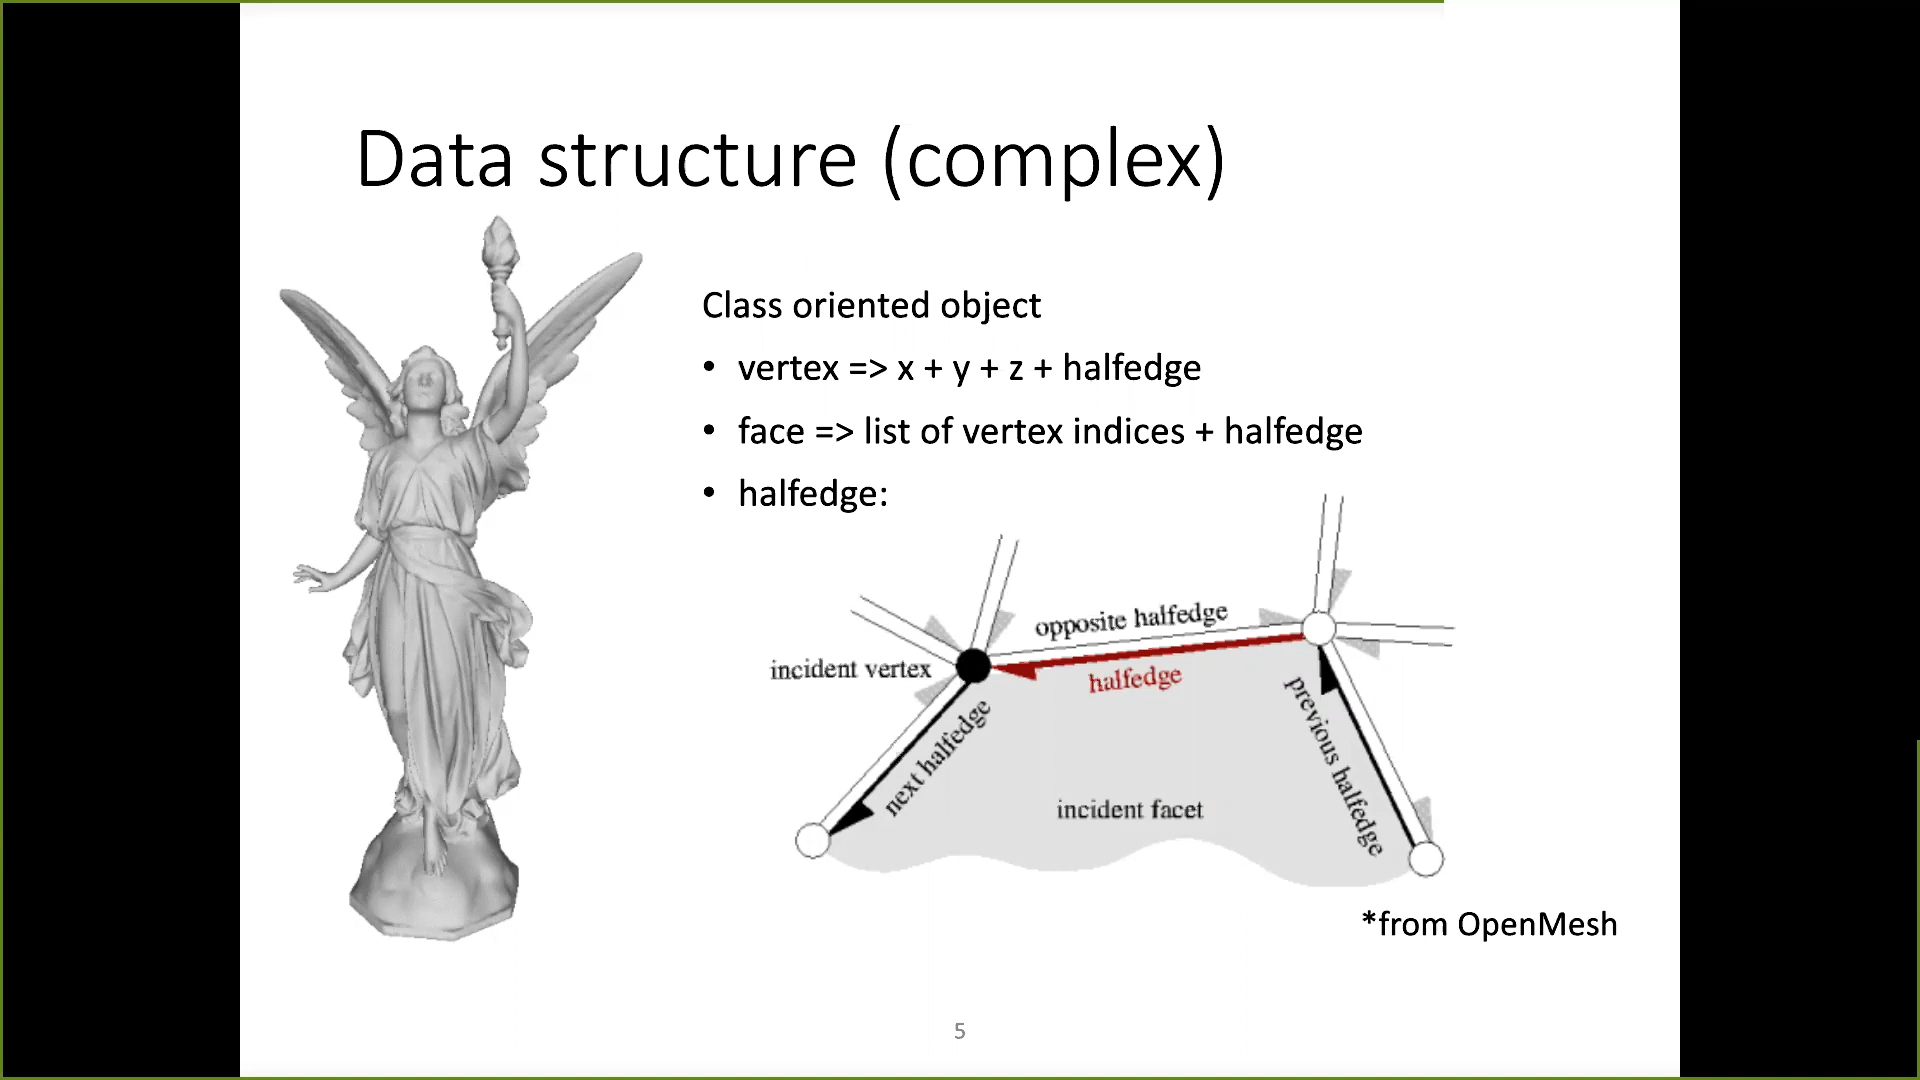 Data structure (complex)
Class oriented object
• vertex => x + y + z + halfedge
• face => list of vertex indices + halfedge
• halfedge:
opposite halfedge
incident vertex
halfedge
next halfedge
previous halfedge
incident facet
*from OpenMesh
5